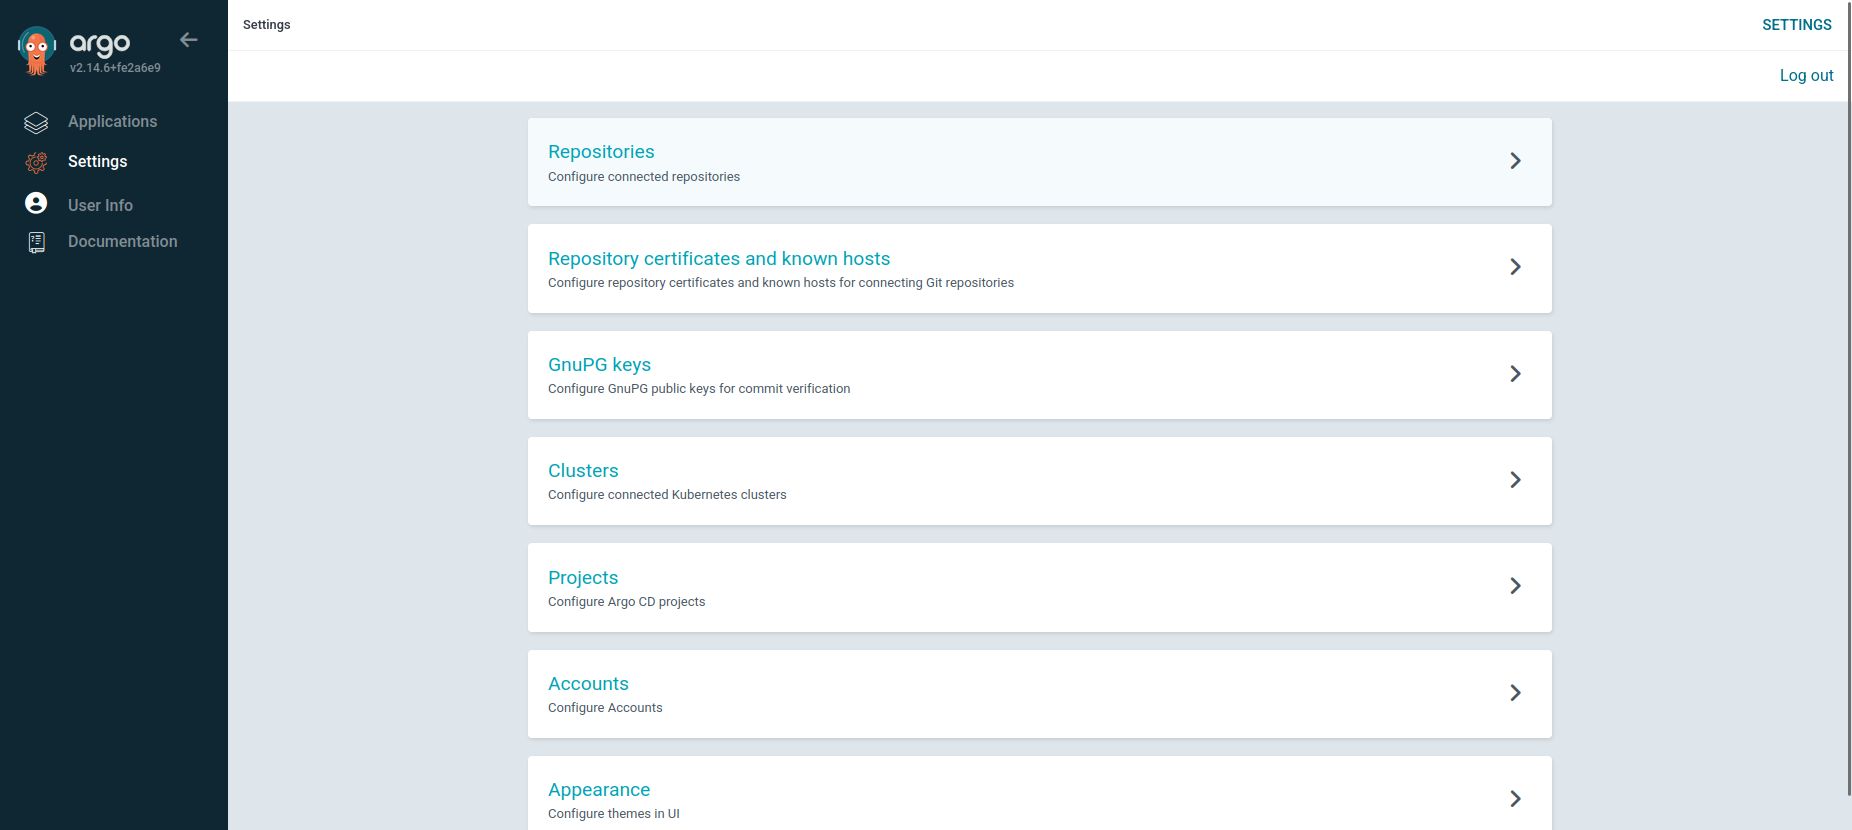 argo
v2.14.6+fe2a6e9
Applications
Settings
User Info
Documentation
Settings
SETTINGS
Log out
Repositories
Configure connected repositories
Repository certificates and known hosts
Configure repository certificates and known hosts for connecting Git repositories
GnuPG keys
Configure GnuPG public keys for commit verification
Clusters
Configure connected Kubernetes clusters
Projects
Configure Argo CD projects
Accounts
Configure Accounts
Appearance
Configure themes in UI